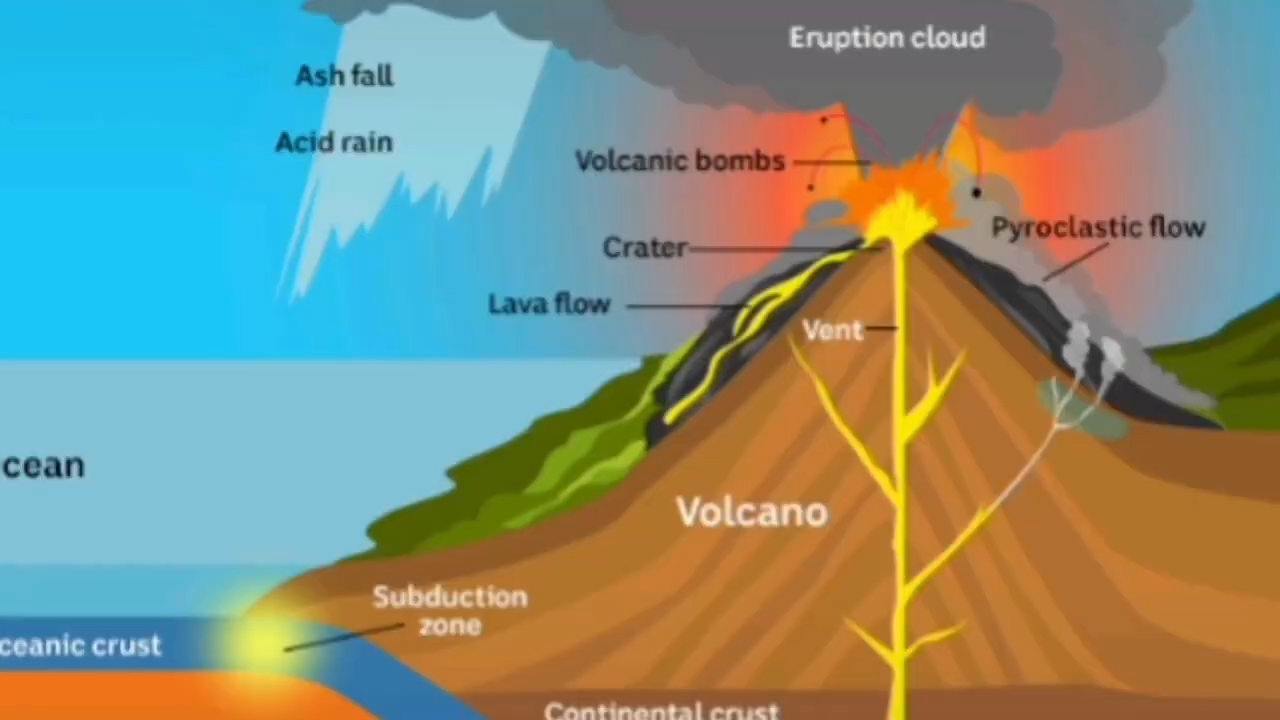 Eruption cloud
Ash fall
Acid rain
Volcanic bombs
Pyroclastic flow
Crater
Lava flow
Vent
cean
Volcano
Subduction
zone
ceanic crust
Continental crust